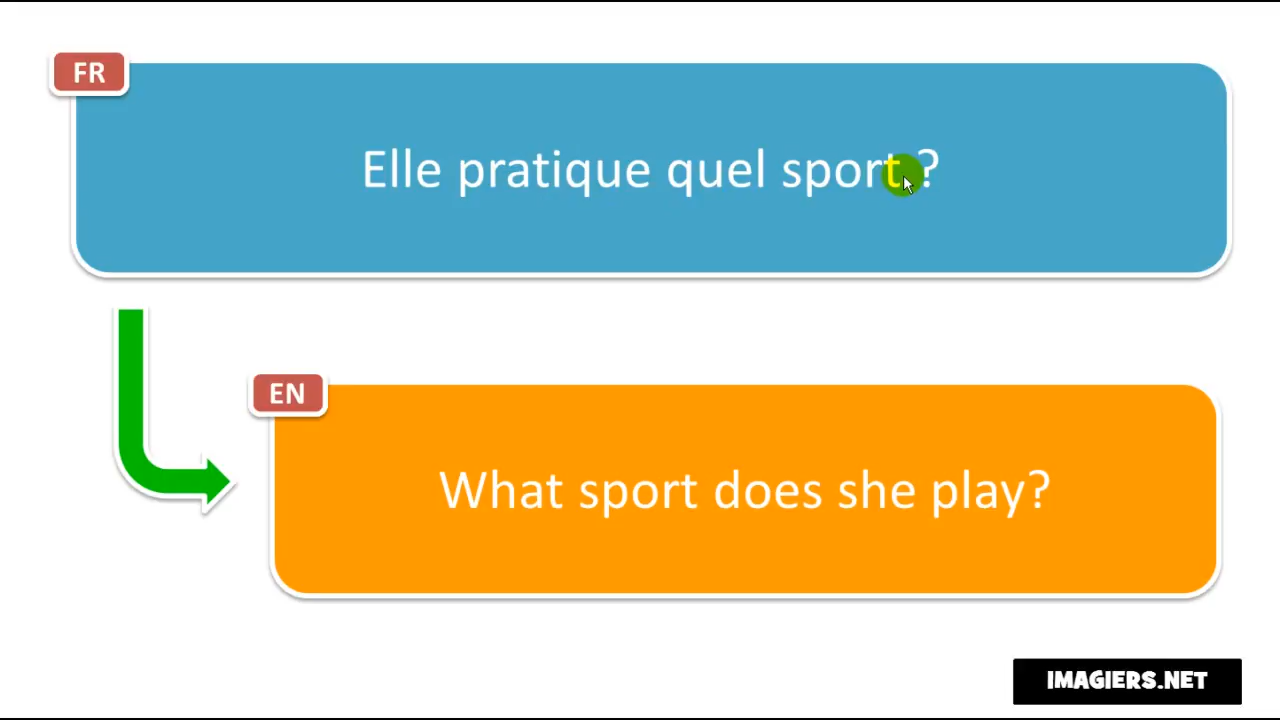 FR
Elle pratique quel sport ?
EN
What sport does she play?
IMAGIERS.NET